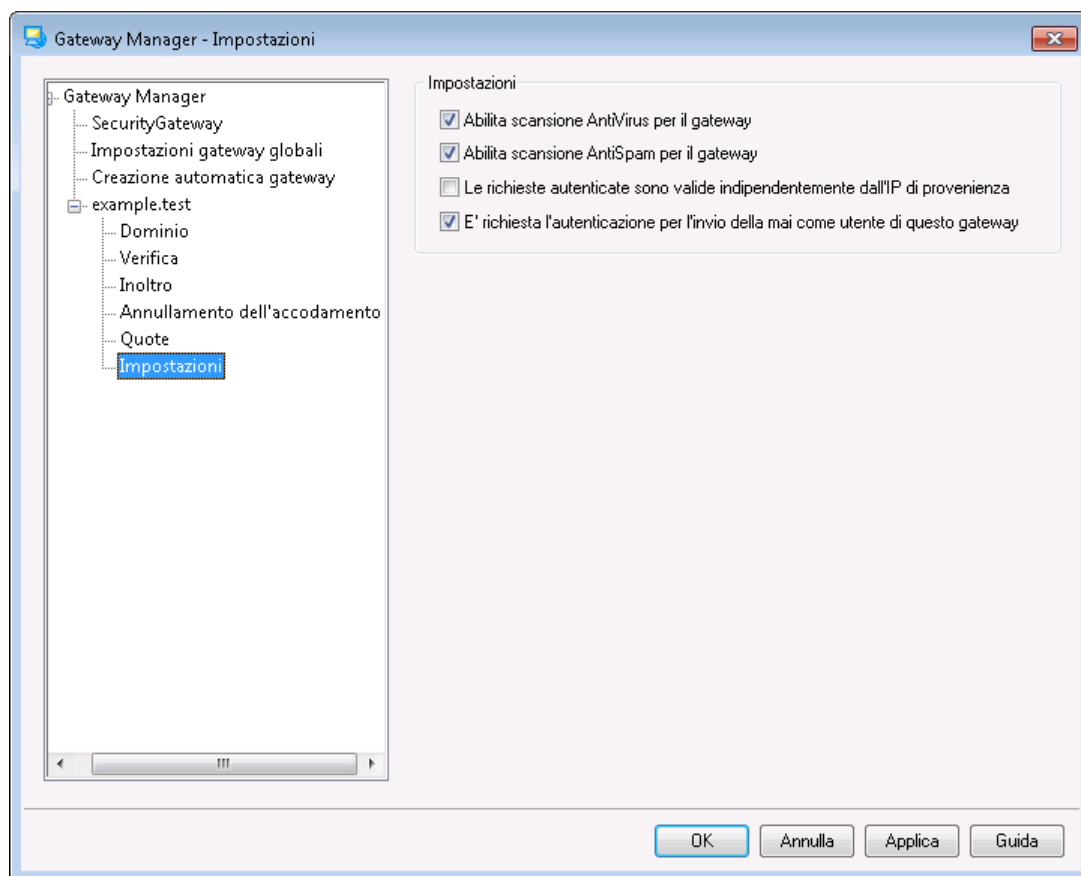 Gateway Manager - Impostazioni
Gateway Manager
SecurityGateway
Impostazioni gateway globali
Creazione automatica gateway
example.test
Dominio
Verifica
Inoltro
Annullamento dell'accodamento
Quote
Impostazioni
Impostazioni
Abilita scansione AntiVirus per il gateway
Abilita scansione AntiSpam per il gateway
Le richieste autenticate sono valide indipendentemente dall'IP di provenienza
E' richiesta l'autenticazione per l'invio della mai come utente di questo gateway
OK
Annulla
Applica
Guida